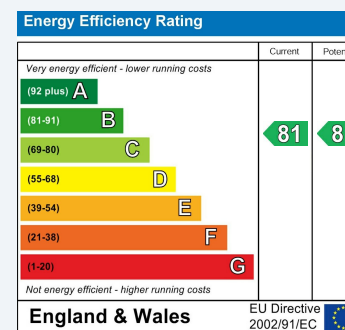 Energy Efficiency Rating
Current
Very energy efficient - lower running costs
(92 plus) A
(81-91) B
(69-80) C
(55-68) D
(39-54) E
(21-38) F
(1-20) G
81
Not energy efficient - higher running costs
England & Wales
EU Directive
2002/91/EC